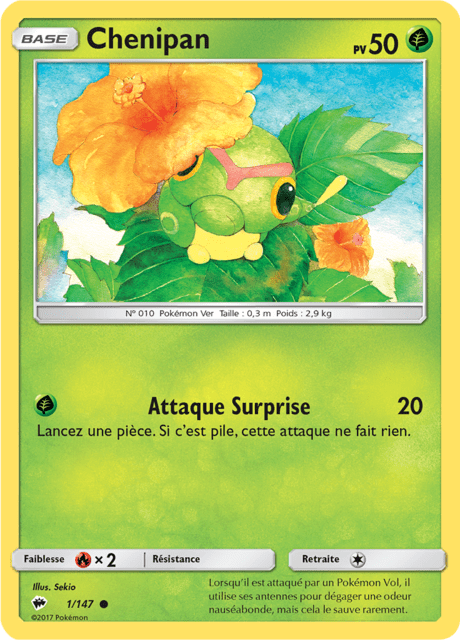 BASE Chenipan PV 50
N° 010 Pokémon Ver Taille : 0,3 m Poids : 2,9 kg
Attaque Surprise 20
Lancez une pièce. Si c'est pile, cette attaque ne fait rien.
Faiblesse × 2 Résistance Retraite
Illus. Sekio
1/147
©2017 Pokémon
Lorsqu'il est attaqué par un Pokémon Vol, il
utilise ses antennes pour dégager une odeur
nauséabonde, mais cela le sauve rarement.